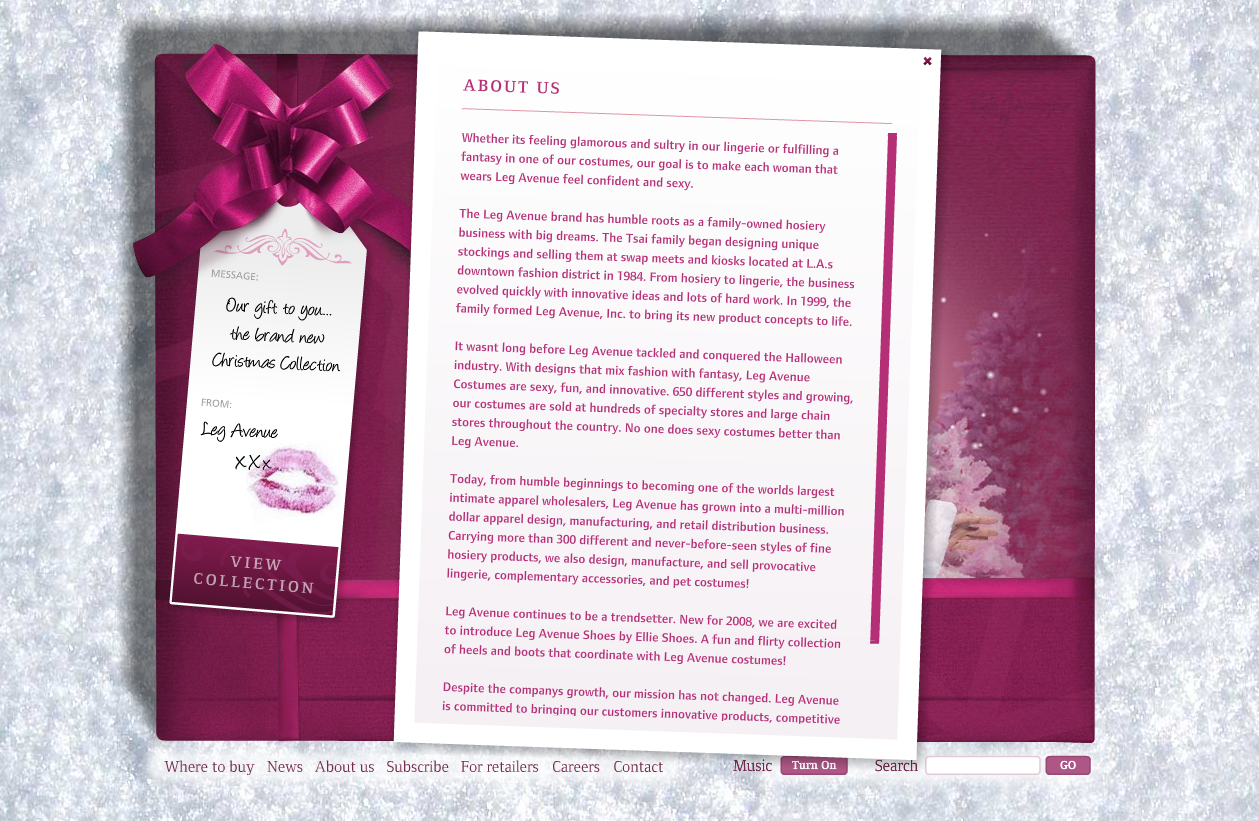 ABOUT US
Whether its feeling glamorous and sultry in our lingerie or fulfilling a
fantasy in one of our costumes, our goal is to make each woman that
wears Leg Avenue feel confident and sexy.
The Leg Avenue brand has humble roots as a family-owned hosiery
business with big dreams. The Tsai family began designing unique
stockings and selling them at swap meets and kiosks located at L.A.s
downtown fashion district in 1984. From hosiery to lingerie, the business
evolved quickly with innovative ideas and lots of hard work. In 1999, the
family formed Leg Avenue, Inc. to bring its new product concepts to life.
It wasnt long before Leg Avenue tackled and conquered the Halloween
industry. With designs that mix fashion with fantasy, Leg Avenue
Costumes are sexy, fun, and innovative. 650 different styles and growing,
our costumes are sold at hundreds of specialty stores and large chain
stores throughout the country. No one does sexy costumes better than
Leg Avenue.
Today, from humble beginnings to becoming one of the worlds largest
intimate apparel wholesalers, Leg Avenue has grown into a multi-million
dollar apparel design, manufacturing, and retail distribution business.
Carrying more than 300 different and never-before-seen styles of fine
hosiery products, we also design, manufacture, and sell provocative
lingerie, complementary accessories, and pet costumes!
Leg Avenue continues to be a trendsetter. New for 2008, we are excited
to introduce Leg Avenue Shoes by Ellie Shoes. A fun and flirty collection
of heels and boots that coordinate with Leg Avenue costumes!
Despite the companys growth, our mission has not changed. Leg Avenue
is committed to bringing our customers innovative products, competitive
MESSAGE:
Our gift to you...
the brand new
Christmas Collection
FROM:
Leg Avenue
xXx
VIEW
COLLECTION
Where to buy News About us Subscribe For retailers Careers Contact Music Turn On Search GO